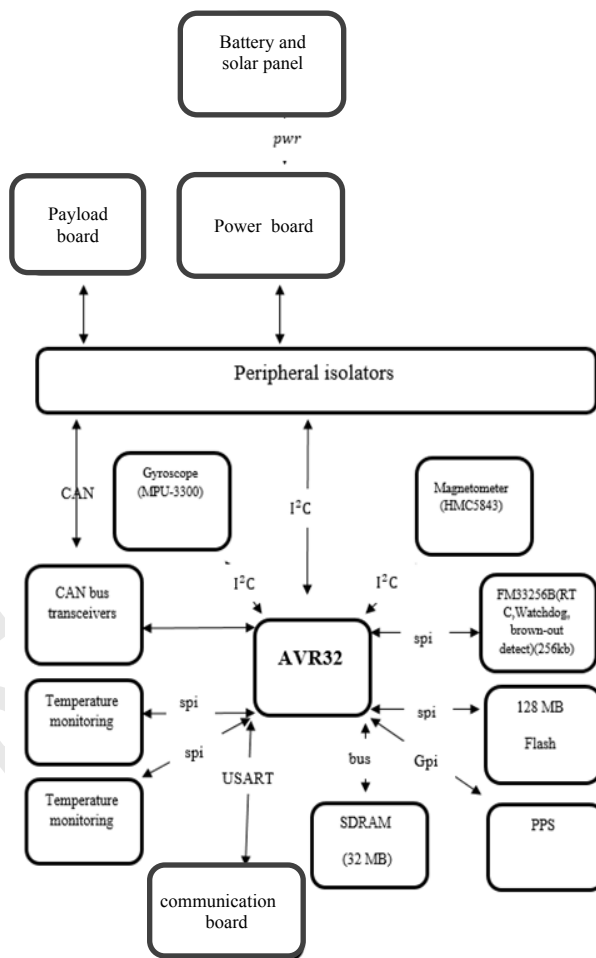 Battery and
solar panel
pwr
Payload
board
Power board
Peripheral isolators
CAN
Gyroscope
(MPU-3300)
I²C
Magnetometer
(HMC5843)
I²C
I²C
CAN bus
transceivers
AVR32
spi
FM33256B(RT
C,Watchdog,
brown-out
detect)(256kb)
Temperature
monitoring
spi
spi
128 MB
Flash
spi
USART
bus
Gpi
Temperature
monitoring
SDRAM
(32 MB)
PPS
communication
board